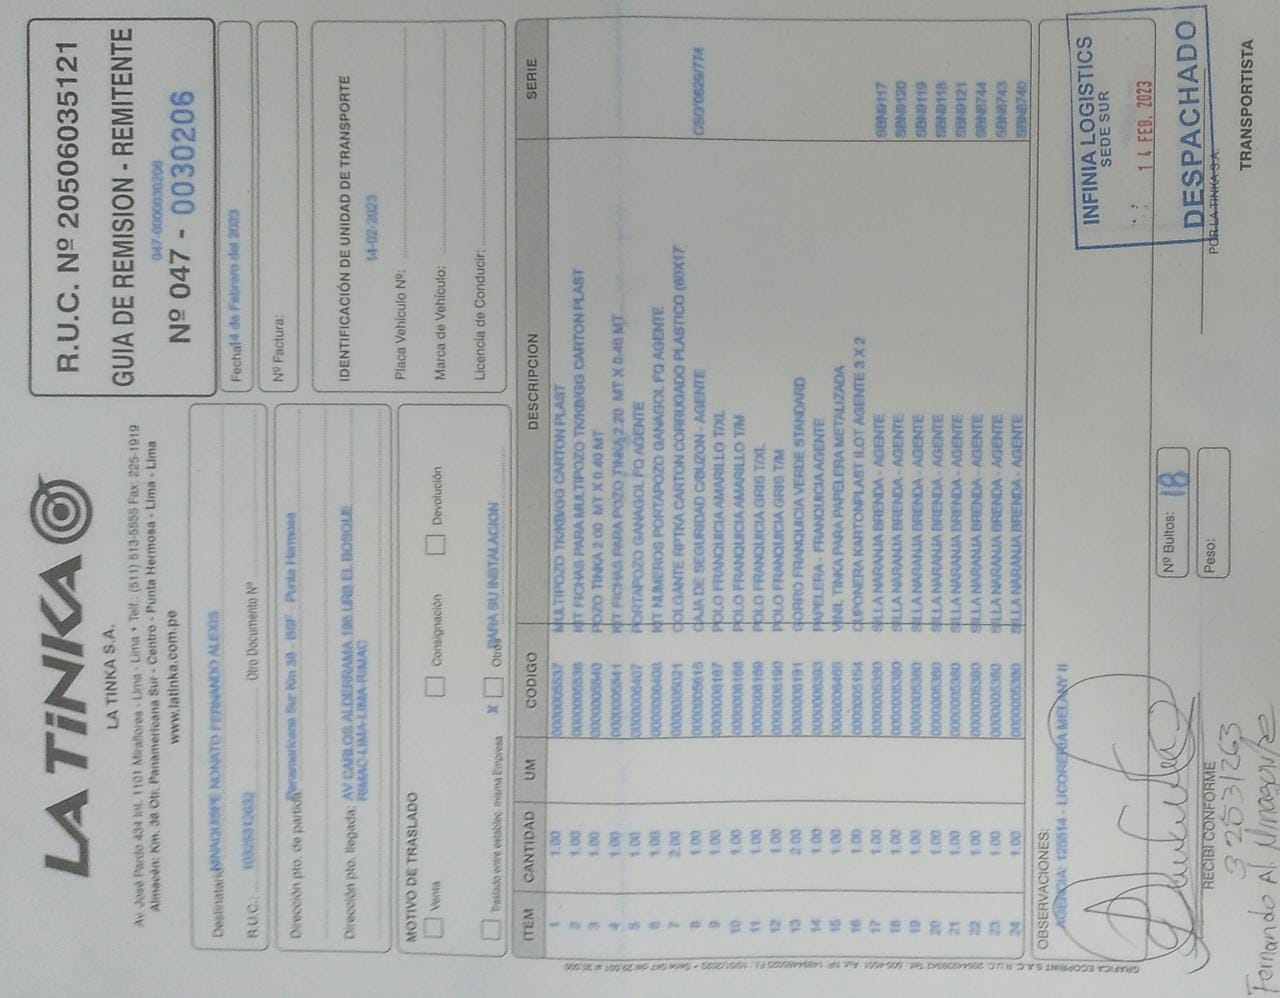 LA TiNKA
LA TINKA S.A.
Av. José Pardo 434 Int. 1101 Miraflores - Lima - Lima • Telf.: (511) 513-5555 Fax: 225-1919
Almacén: Km. 38 Otr. Panamericana Sur - Centro - Punta Hermosa - Lima - Lima
www.latinka.com.pe
R.U.C. Nº 20506035121
GUIA DE REMISION - REMITENTE
047-0000030206
Nº 047 - 0030206
Destinatario NINAQUISPE NONATO FERNANDO ALEXIS
R.U.C.: 10325312632 Otro Documento Nº
Fecha: 14 de Febrero del 2023
Nº Factura:
Dirección pto. de partida: Panamericana Sur Km 38 - BSF - Punta Hermosa
Dirección pto. llegada: AV CARLOS ALDERRAMA 196 URB EL BOSQUE
RIMAC-LIMA-LIMA-RIMAC
IDENTIFICACIÓN DE UNIDAD DE TRANSPORTE
14-02-2023
Placa Vehículo Nº:
Marca de Vehículo:
Licencia de Conducir:
MOTIVO DE TRASLADO
Venta Consignación Devolución
Traslado entre establec. misma Empresa X Otros PARA SU INSTALACION
ITEM CANTIDAD UM CODIGO DESCRIPCION SERIE
1 1.00 0000005537 MULTIPOZO TK/KB/GG CARTON PLAST
2 1.00 0000005538 KIT FICHAS PARA MULTIPOZO TK/KB/GG CARTON PLAST
3 1.00 0000005540 POZO TINKA 2.00 MT X 0.40 MT
4 1.00 0000005541 KIT FICHAS PARA POZO TINKA 2.20 MT X 0.40 MT
5 1.00 0000006407 PORTAPOZO GANAGOL FQ AGENTE
6 1.00 0000006408 KIT NUMEROS PORTAPOZO GANAGOL FQ AGENTE
7 2.00 0000005021 COLGANTE RPTKA CARTON CORRUGADO PLASTICO (60X17
8 1.00 0000005615 CAJA DE SEGURIDAD C/BUZON - AGENTE CSG'0629/774
9 1.00 0000006187 POLO FRANQUICIA AMARILLO T/XL
10 1.00 0000006188 POLO FRANQUICIA AMARILLO T/M
11 1.00 0000006189 POLO FRANQUICIA GRIS T/XL
12 1.00 0000006190 POLO FRANQUICIA GRIS T/M
13 2.00 0000006191 GORRO FRANQUICIA VERDE STANDARD
14 1.00 0000006393 PAPELERA - FRANQUICIA AGENTE
15 1.00 0000006465 VINIL TINKA PARA PAPELERA METALIZADA
16 1.00 0000005154 CUPONERA KARTONPLAST ILOT AGENTE 3 X 2
17 1.00 0000005380 SILLA NARANJA BRENDA - AGENTE SBN9117
18 1.00 0000005380 SILLA NARANJA BRENDA - AGENTE SBN9120
19 1.00 0000005380 SILLA NARANJA BRENDA - AGENTE SBN9119
20 1.00 0000005380 SILLA NARANJA BRENDA - AGENTE SBN9118
21 1.00 0000005380 SILLA NARANJA BRENDA - AGENTE SBN9121
22 1.00 0000005380 SILLA NARANJA BRENDA - AGENTE SBN8744
23 1.00 0000005380 SILLA NARANJA BRENDA - AGENTE SBN8743
24 1.00 0000005380 SILLA NARANJA BRENDA - AGENTE SBN8740
OBSERVACIONES:
AGENCIA: 125514 - LICORERIA MELANY II
INFINIA LOGISTICS
SEDE SUR
14 FEB. 2023
DESPACHADO
Nº Bultos: 18
Peso:
RECIBI CONFORME
32531263
Fernando Al. Ninaquispe
POR LA TINKA S.A.
TRANSPORTISTA